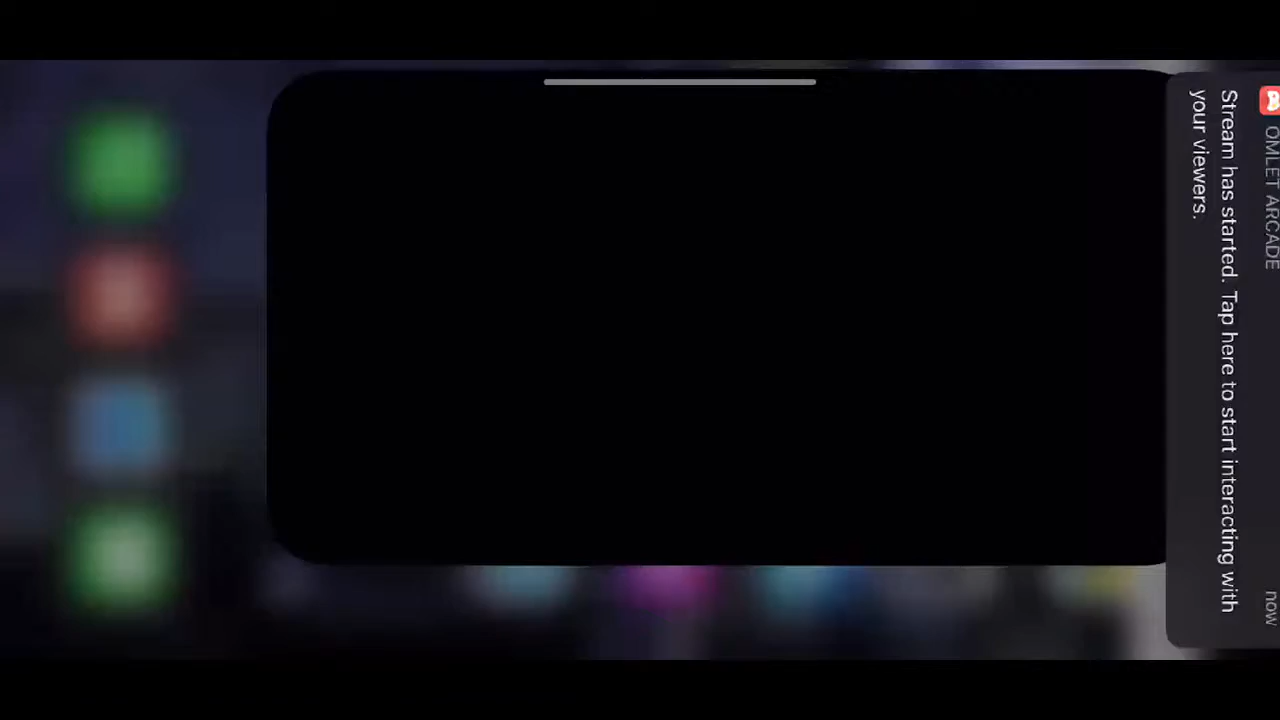 OMLET ARCADE
now
Stream has started. Tap here to start interacting with
your viewers.